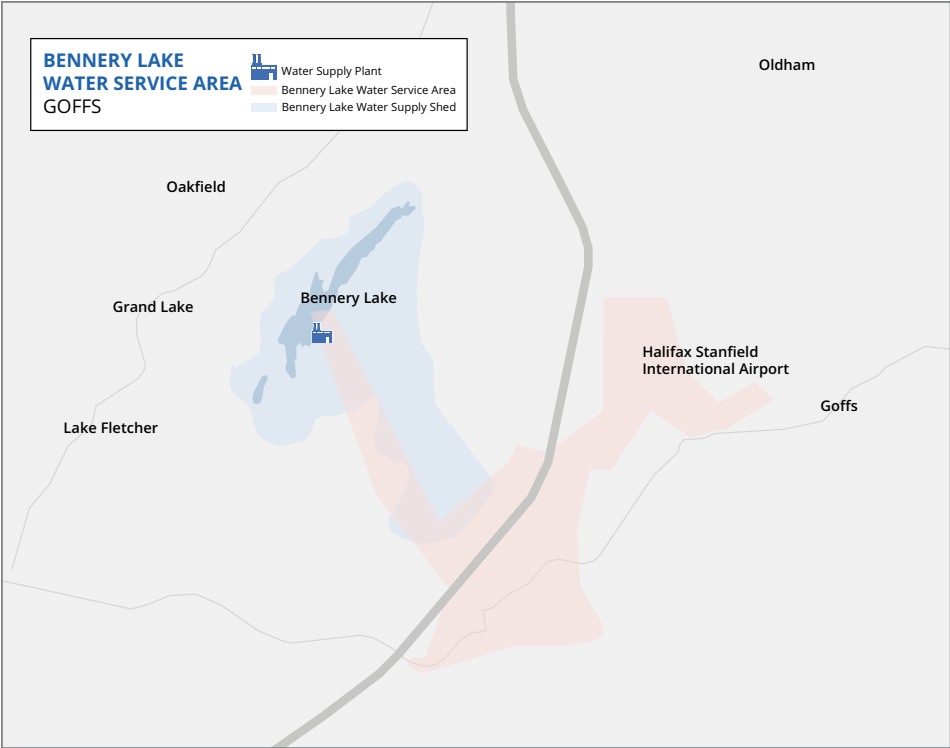 BENNERY LAKE
WATER SERVICE AREA
GOFFS
Water Supply Plant
Bennery Lake Water Service Area
Bennery Lake Water Supply Shed
Oldham
Oakfield
Bennery Lake
Grand Lake
Halifax Stanfield
International Airport
Goffs
Lake Fletcher